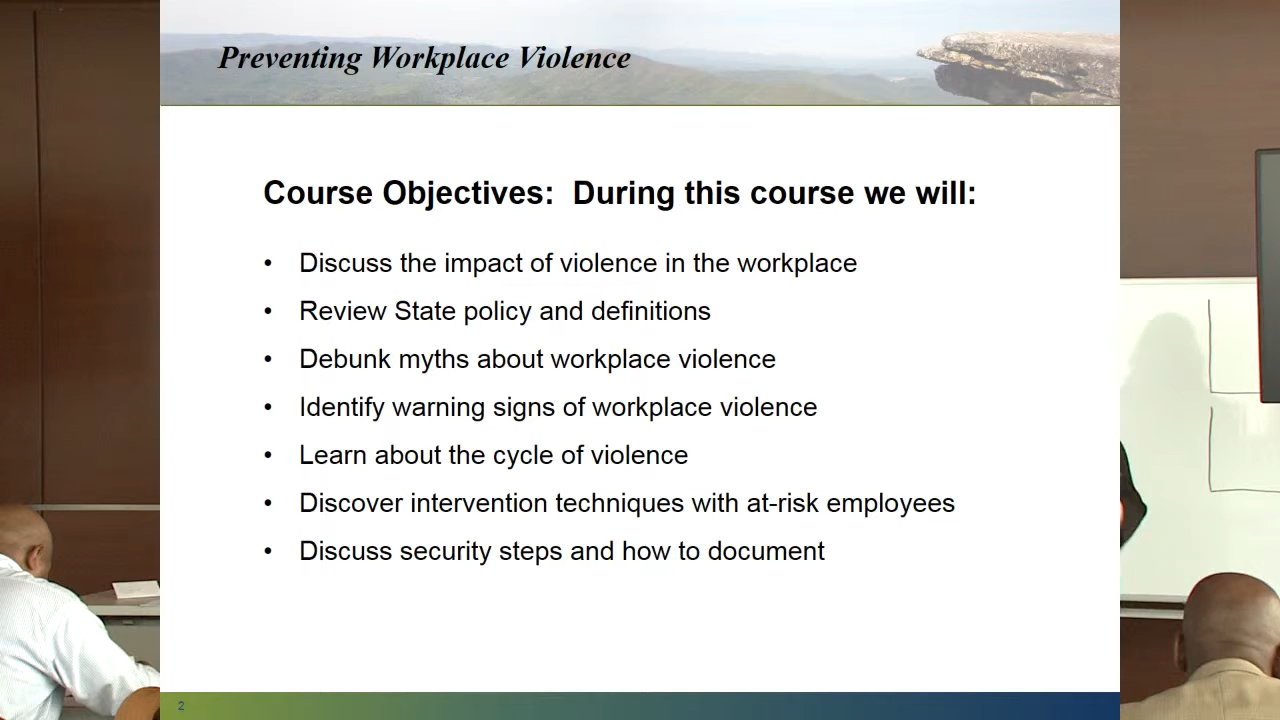 Preventing Workplace Violence
Course Objectives: During this course we will:
• Discuss the impact of violence in the workplace
• Review State policy and definitions
• Debunk myths about workplace violence
• Identify warning signs of workplace violence
• Learn about the cycle of violence
• Discover intervention techniques with at-risk employees
• Discuss security steps and how to document
2